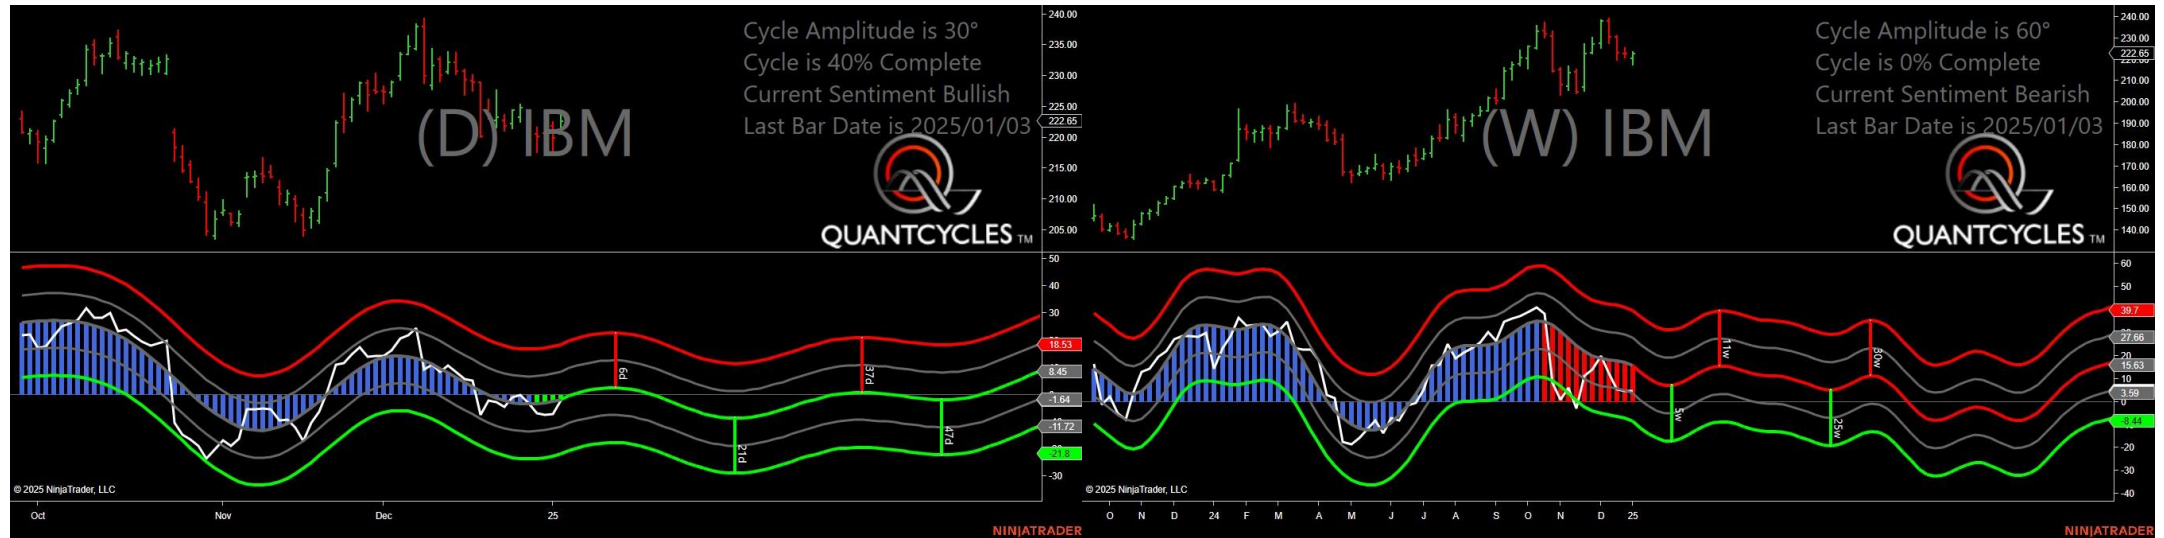 Cycle Amplitude is 30°
Cycle is 40% Complete
Current Sentiment Bullish
Last Bar Date is 2025/01/03
(D) IBM
QUANTCYCLES TM
240.00
235.00
230.00
225.00
222.65
220.00
215.00
210.00
205.00
50
40
30
18.53
8.45
-1.64
-11.72
-21.8
-30
6d
21d
37d
47d
© 2025 NinjaTrader, LLC
Oct
Nov
Dec
25
NINJATRADER
Cycle Amplitude is 60°
Cycle is 0% Complete
Current Sentiment Bearish
Last Bar Date is 2025/01/03
(W) IBM
QUANTCYCLES TM
240.00
230.00
222.65
210.00
200.00
190.00
180.00
170.00
160.00
150.00
140.00
60
50
39.7
27.66
20
15.63
10
3.59
0
-8.44
-20
-30
-40
5w
11w
25w
30w
© 2025 NinjaTrader, LLC
O N D 24 F M A M J J A S O N D 25
NINJATRADER